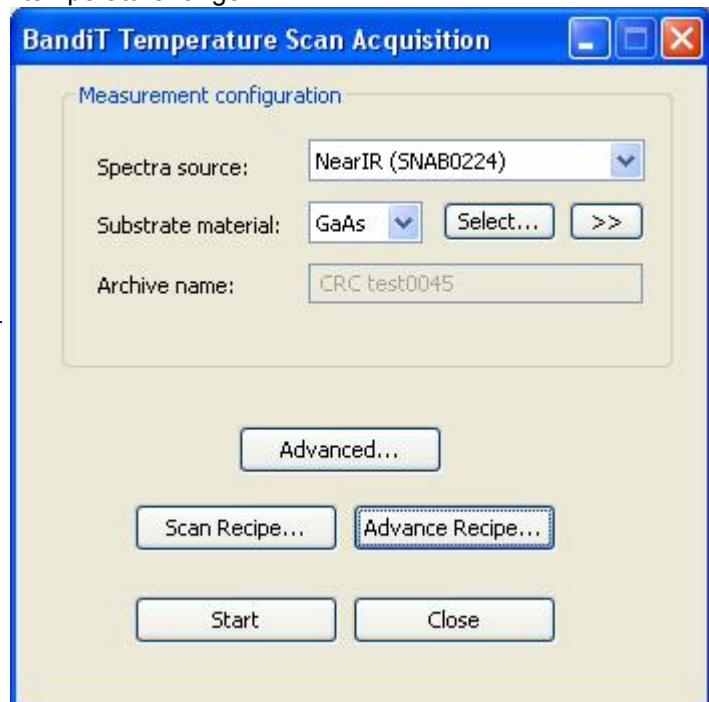 BandiT Temperature Scan Acquisition
Measurement configuration
Spectra source: NearIR (SNAB0224)
Substrate material: GaAs Select... >>
Archive name: CRC test0045
Advanced...
Scan Recipe... Advance Recipe...
Start Close